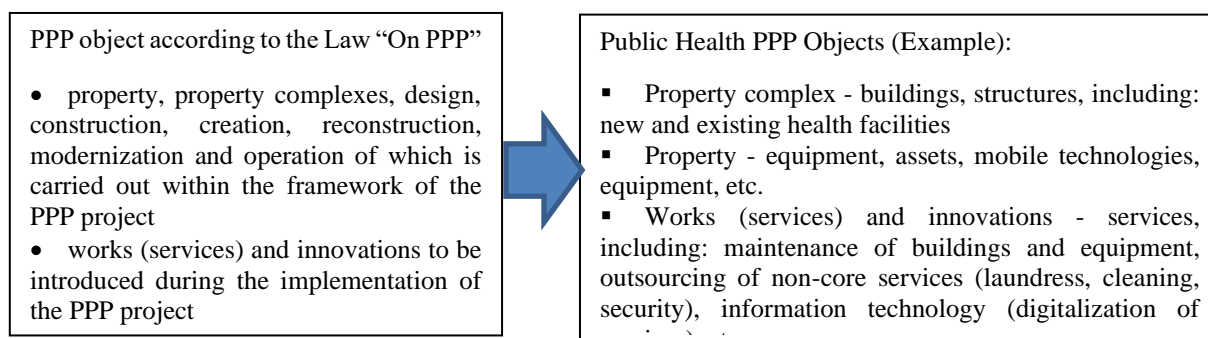 PPP object according to the Law “On PPP”
• property, property complexes, design,
construction, creation, reconstruction,
modernization and operation of which is
carried out within the framework of the
PPP project
• works (services) and innovations to be
introduced during the implementation of
the PPP project
Public Health PPP Objects (Example):
▪ Property complex - buildings, structures, including:
new and existing health facilities
▪ Property - equipment, assets, mobile technologies,
equipment, etc.
▪ Works (services) and innovations - services,
including: maintenance of buildings and equipment,
outsourcing of non-core services (laundress, cleaning,
security), information technology (digitalization of